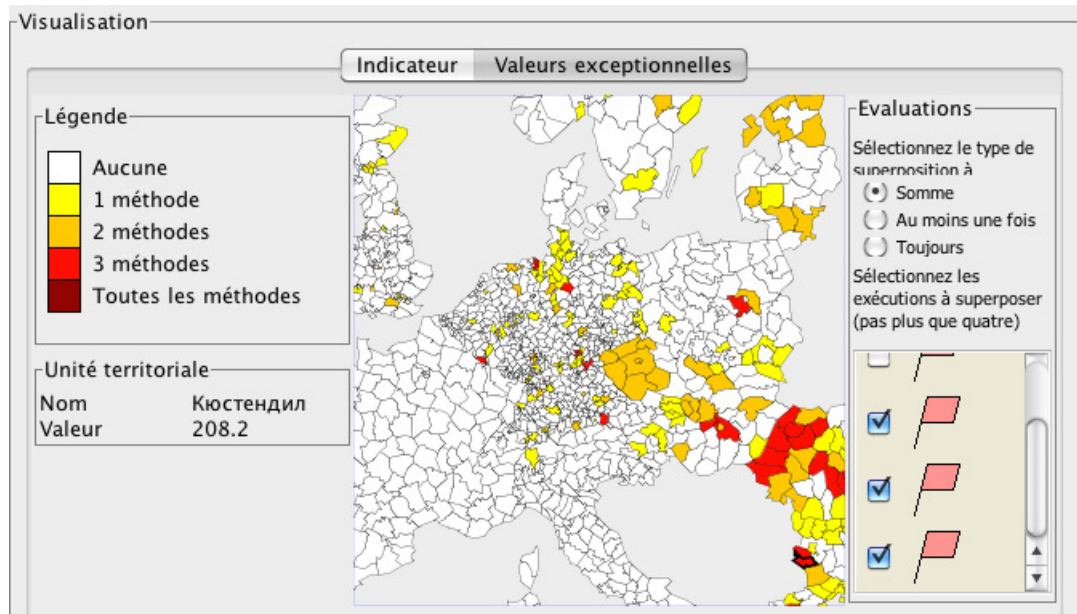 Visualisation
Indicateur
Valeurs exceptionnelles
Légende
Aucune
1 méthode
2 méthodes
3 méthodes
Toutes les méthodes
Unité territoriale
Nom Кюстендил
Valeur 208.2
Evaluations
Sélectionnez le type de
superposition à
Somme
Au moins une fois
Toujours
Sélectionnez les
exécutions à superposer
(pas plus que quatre)